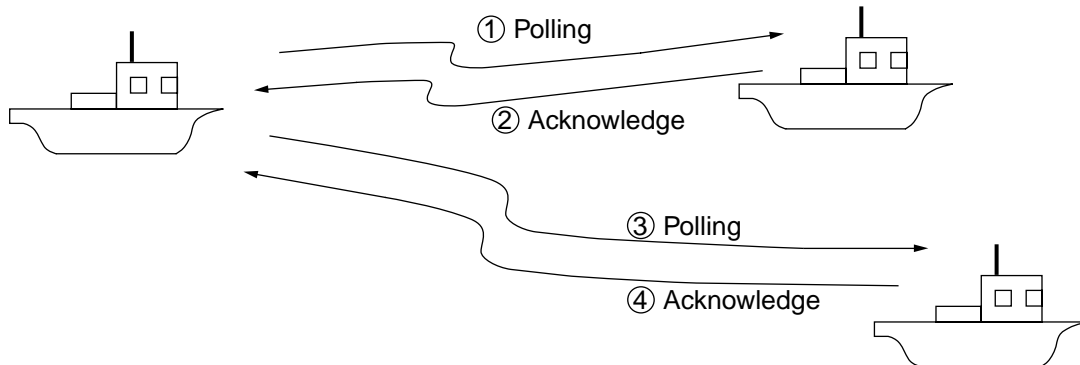 ① Polling
② Acknowledge
③ Polling
④ Acknowledge